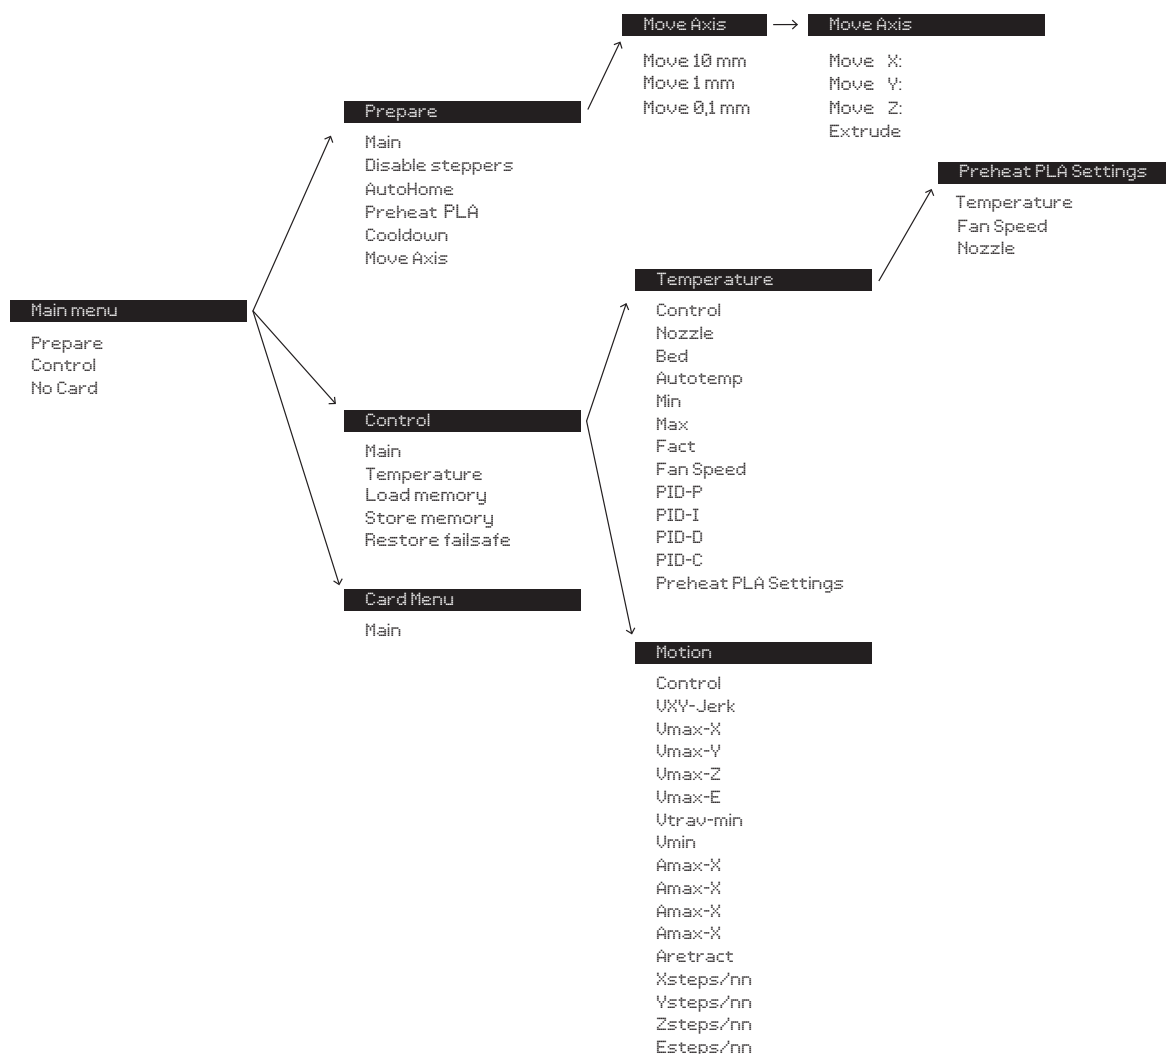 Main menu
Prepare
Control
No Card
Prepare
Main
Disable steppers
AutoHome
Preheat PLA
Cooldown
Move Axis
Move Axis
Move 10 mm
Move 1 mm
Move 0,1 mm
Move Axis
Move X:
Move Y:
Move Z:
Extrude
Control
Main
Temperature
Load memory
Store memory
Restore failsafe
Temperature
Control
Nozzle
Bed
Autotemp
Min
Max
Fact
Fan Speed
PID-P
PID-I
PID-D
PID-C
Preheat PLA Settings
Preheat PLA Settings
Temperature
Fan Speed
Nozzle
Motion
Control
VXY-Jerk
Vmax-X
Vmax-Y
Vmax-Z
Vmax-E
Vtrav-min
Vmin
Amax-X
Amax-X
Amax-X
Amax-X
Aretract
Xsteps/nn
Ysteps/nn
Zsteps/nn
Esteps/nn
Card Menu
Main